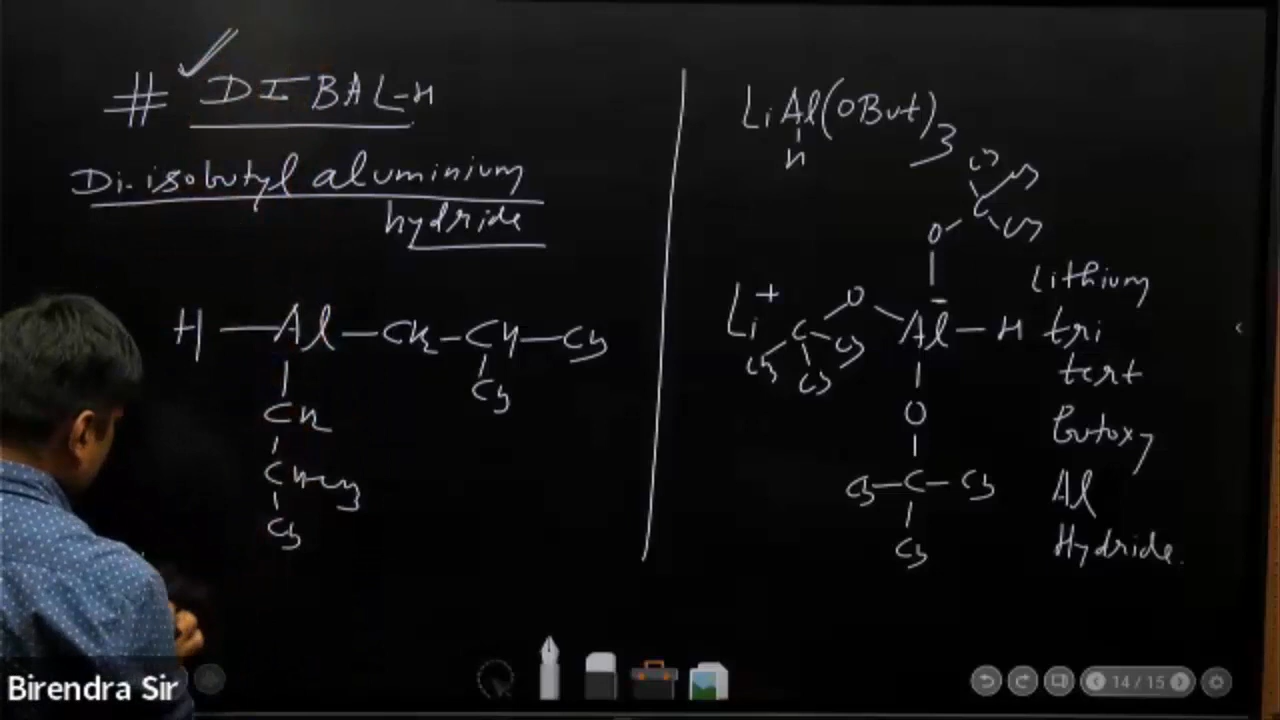 # DIBAL-H
Di-isobutyl aluminium
hydride
H — Al — CH2 — CH — CH3
CH3
CH2
CH-CH3
CH3
LiAl(OBut)3
H
CH3
CH3
C
CH3
O
Li+
O
C
CH3
CH3
CH3
Al — H
O
CH3 — C — CH3
CH3
Lithium
tri
tert
butoxy
Al
Hydride.
Birendra Sir
14 / 15